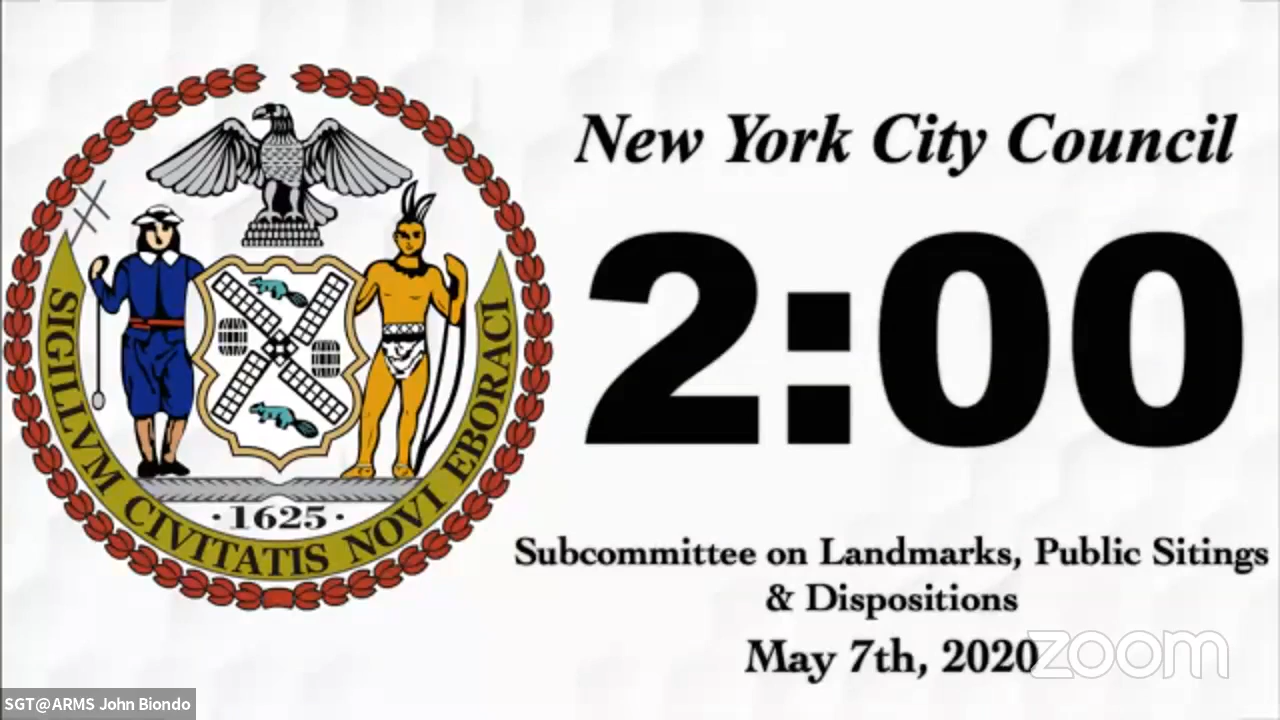 New York City Council
2:00
SIGILLVM CIVITATIS NOVI EBORACI
·1625·
Subcommittee on Landmarks, Public Sitings
& Dispositions
May 7th, 2020
zoom
SGT@ARMS John Biondo